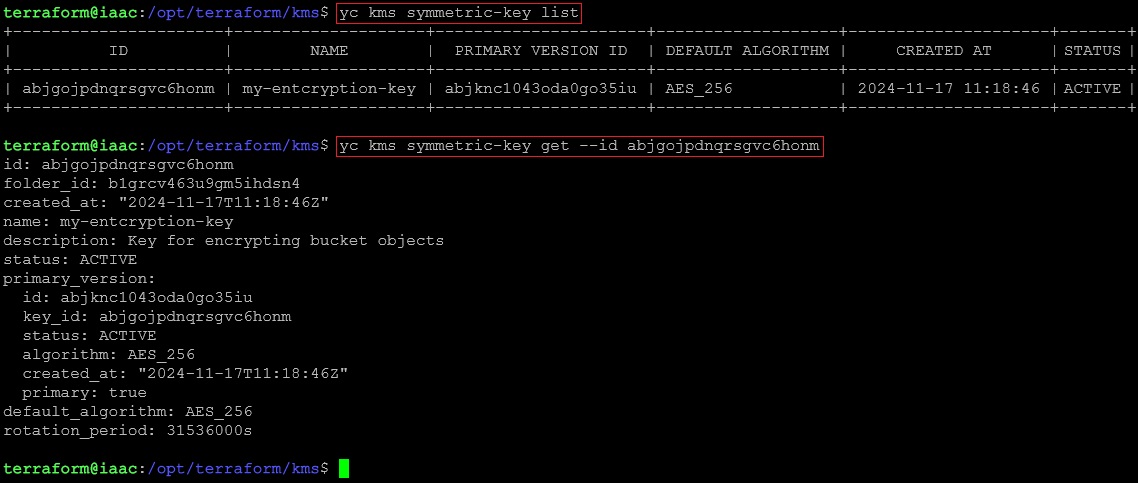 terraform@iaac:/opt/terraform/kms$ yc kms symmetric-key list
+----------------------+--------------------+----------------------+-------------------+---------------------+--------+
| ID | NAME | PRIMARY VERSION ID | DEFAULT ALGORITHM | CREATED AT | STATUS |
+----------------------+--------------------+----------------------+-------------------+---------------------+--------+
| abjgojpdnqrsgvc6honm | my-entcryption-key | abjknc1043oda0go35iu | AES_256 | 2024-11-17 11:18:46 | ACTIVE |
+----------------------+--------------------+----------------------+-------------------+---------------------+--------+
terraform@iaac:/opt/terraform/kms$ yc kms symmetric-key get --id abjgojpdnqrsgvc6honm
id: abjgojpdnqrsgvc6honm
folder_id: b1grcv463u9gm5ihdsn4
created_at: "2024-11-17T11:18:46Z"
name: my-entcryption-key
description: Key for encrypting bucket objects
status: ACTIVE
primary_version:
  id: abjknc1043oda0go35iu
  key_id: abjgojpdnqrsgvc6honm
  status: ACTIVE
  algorithm: AES_256
  created_at: "2024-11-17T11:18:46Z"
  primary: true
default_algorithm: AES_256
rotation_period: 31536000s
terraform@iaac:/opt/terraform/kms$